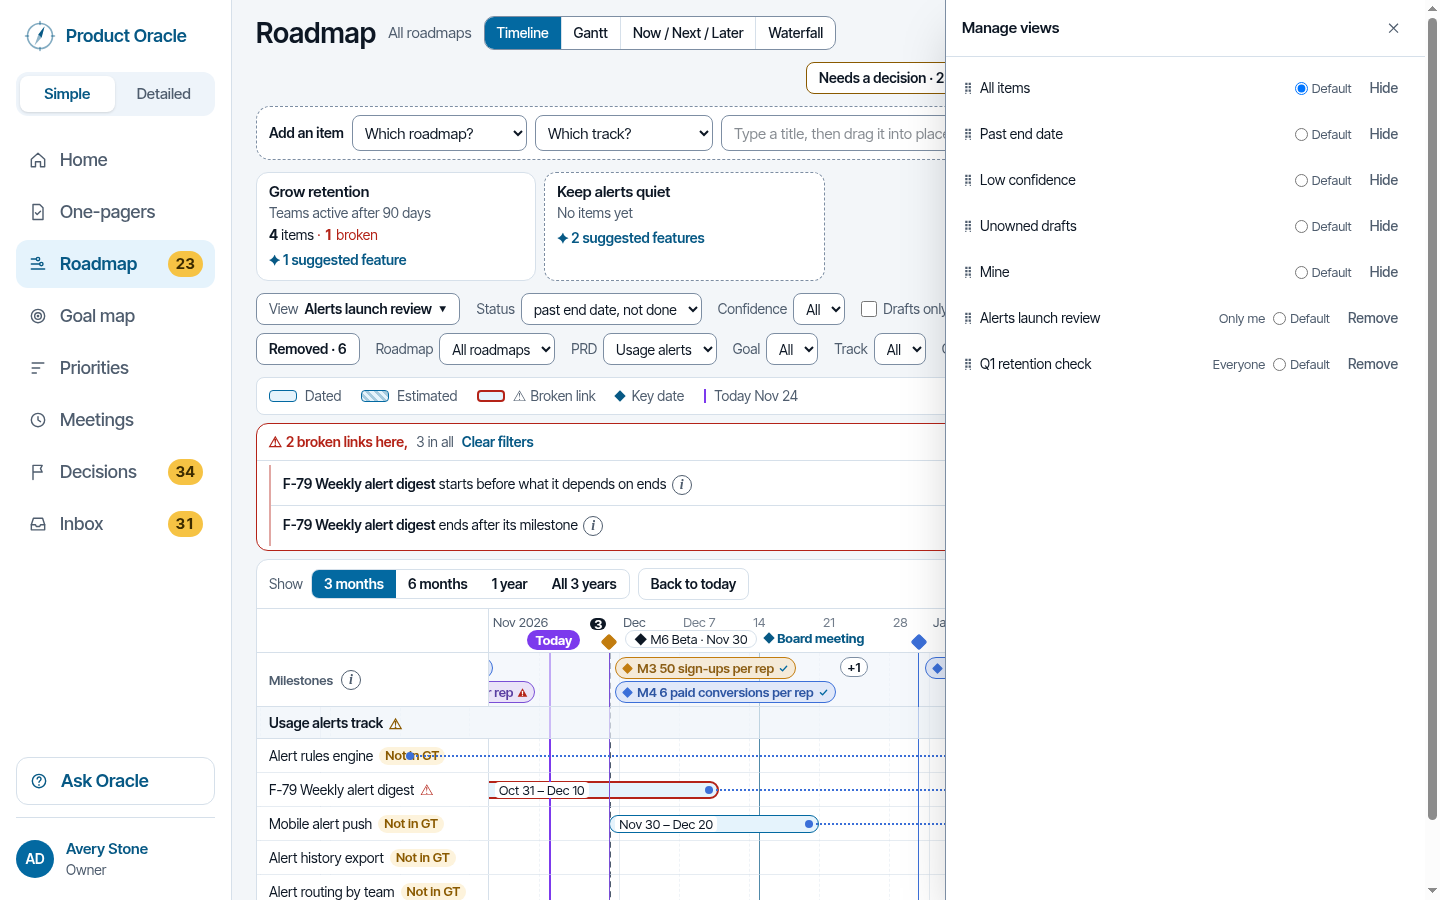 Product Oracle
Simple
Detailed
Home
One-pagers
Roadmap 23
Goal map
Priorities
Meetings
Decisions 34
Inbox 31
Ask Oracle
AD
Avery Stone
Owner
Roadmap All roadmaps Timeline Gantt Now / Next / Later Waterfall
Needs a decision · 2
Add an item Which roadmap? Which track? Type a title, then drag it into place
Grow retention
Teams active after 90 days
4 items · 1 broken
✦ 1 suggested feature
Keep alerts quiet
No items yet
✦ 2 suggested features
View Alerts launch review ▼ Status past end date, not done Confidence All Drafts only
Removed · 6 Roadmap All roadmaps PRD Usage alerts Goal All Track All
Dated Estimated ⚠ Broken link ◆ Key date Today Nov 24
⚠ 2 broken links here, 3 in all Clear filters
F-79 Weekly alert digest starts before what it depends on ends i
F-79 Weekly alert digest ends after its milestone i
Show 3 months 6 months 1 year All 3 years Back to today
Nov 2026 3 Dec Dec 7 14 21 28 Ja
Today ◆ M6 Beta · Nov 30 ◆ Board meeting
Milestones i
◆ M3 50 sign-ups per rep ✓ +1
r rep ⚠ ◆ M4 6 paid conversions per rep ✓
Usage alerts track ⚠
Alert rules engine Not in GT
F-79 Weekly alert digest ⚠ Oct 31 – Dec 10
Mobile alert push Not in GT Nov 30 – Dec 20
Alert history export Not in GT
Alert routing by team Not in GT
Manage views ×
All items Default Hide
Past end date Default Hide
Low confidence Default Hide
Unowned drafts Default Hide
Mine Default Hide
Alerts launch review Only me Default Remove
Q1 retention check Everyone Default Remove